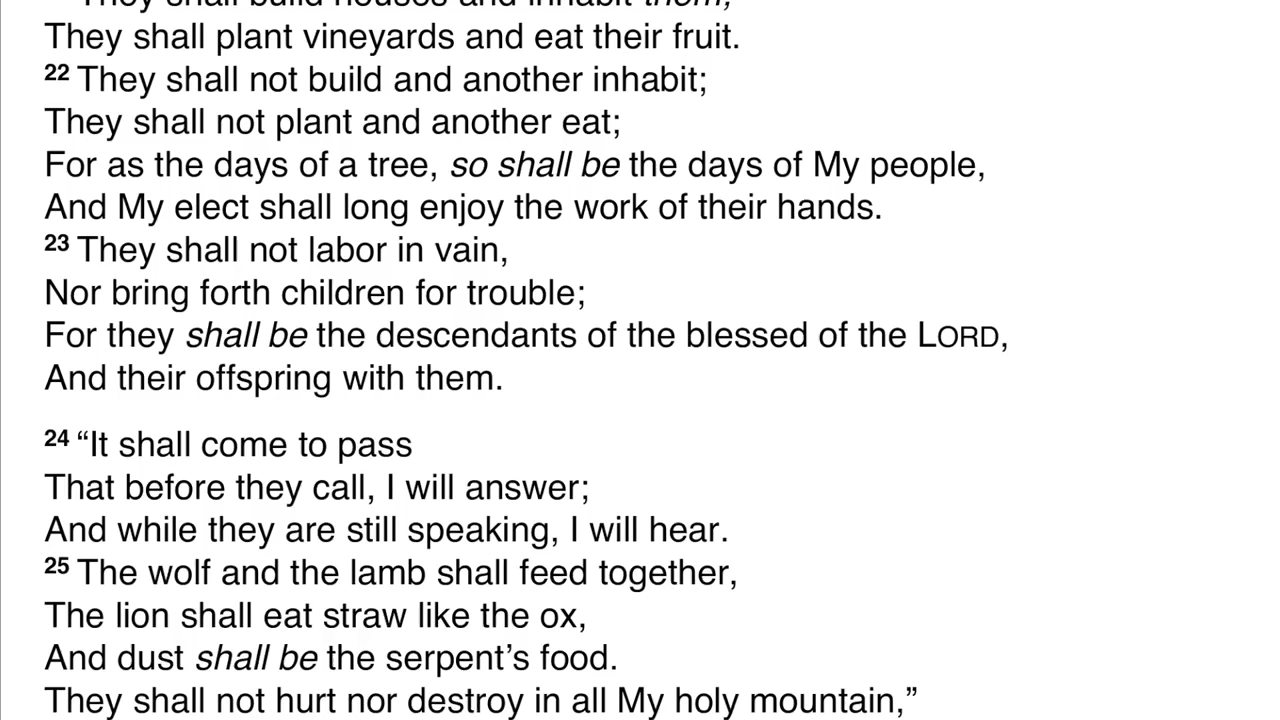 They shall build houses and inhabit them;
They shall plant vineyards and eat their fruit.
22 They shall not build and another inhabit;
They shall not plant and another eat;
For as the days of a tree, so shall be the days of My people,
And My elect shall long enjoy the work of their hands.
23 They shall not labor in vain,
Nor bring forth children for trouble;
For they shall be the descendants of the blessed of the LORD,
And their offspring with them.
24 “It shall come to pass
That before they call, I will answer;
And while they are still speaking, I will hear.
25 The wolf and the lamb shall feed together,
The lion shall eat straw like the ox,
And dust shall be the serpent’s food.
They shall not hurt nor destroy in all My holy mountain,”